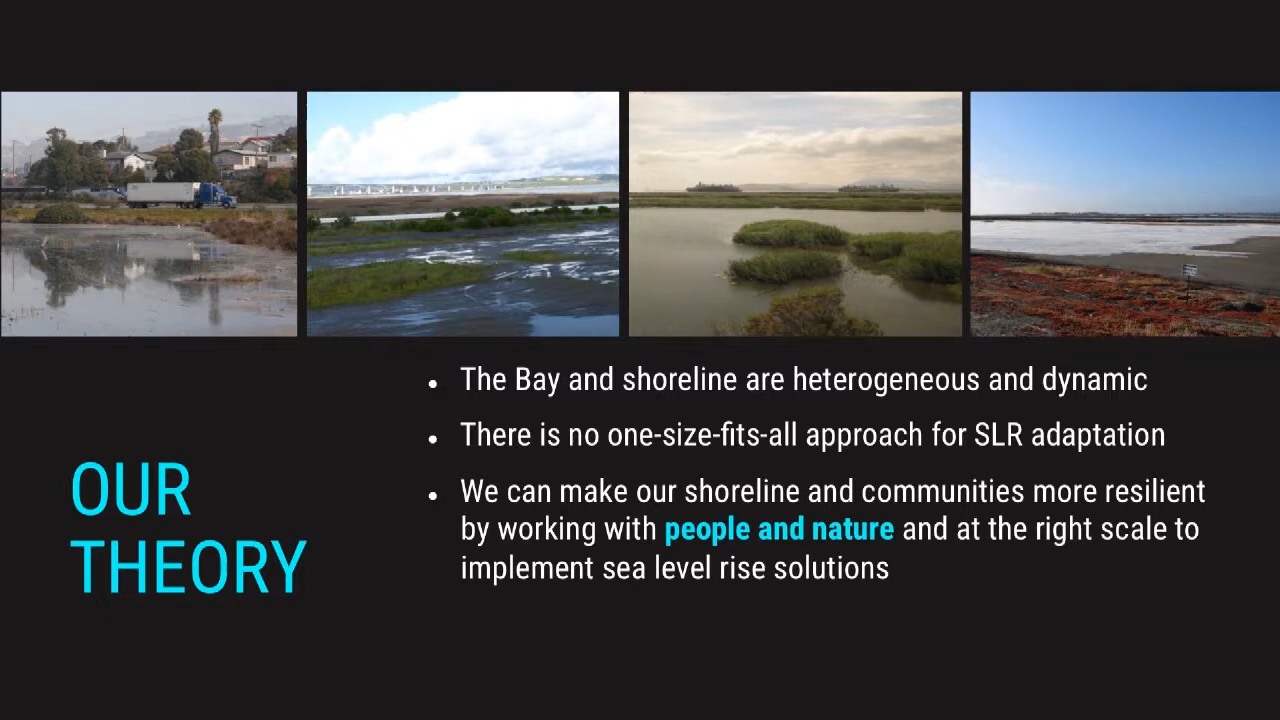 The Bay and shoreline are heterogeneous and dynamic
There is no one-size-fits-all approach for SLR adaptation
OUR
THEORY
We can make our shoreline and communities more resilient
by working with people and nature and at the right scale to
implement sea level rise solutions